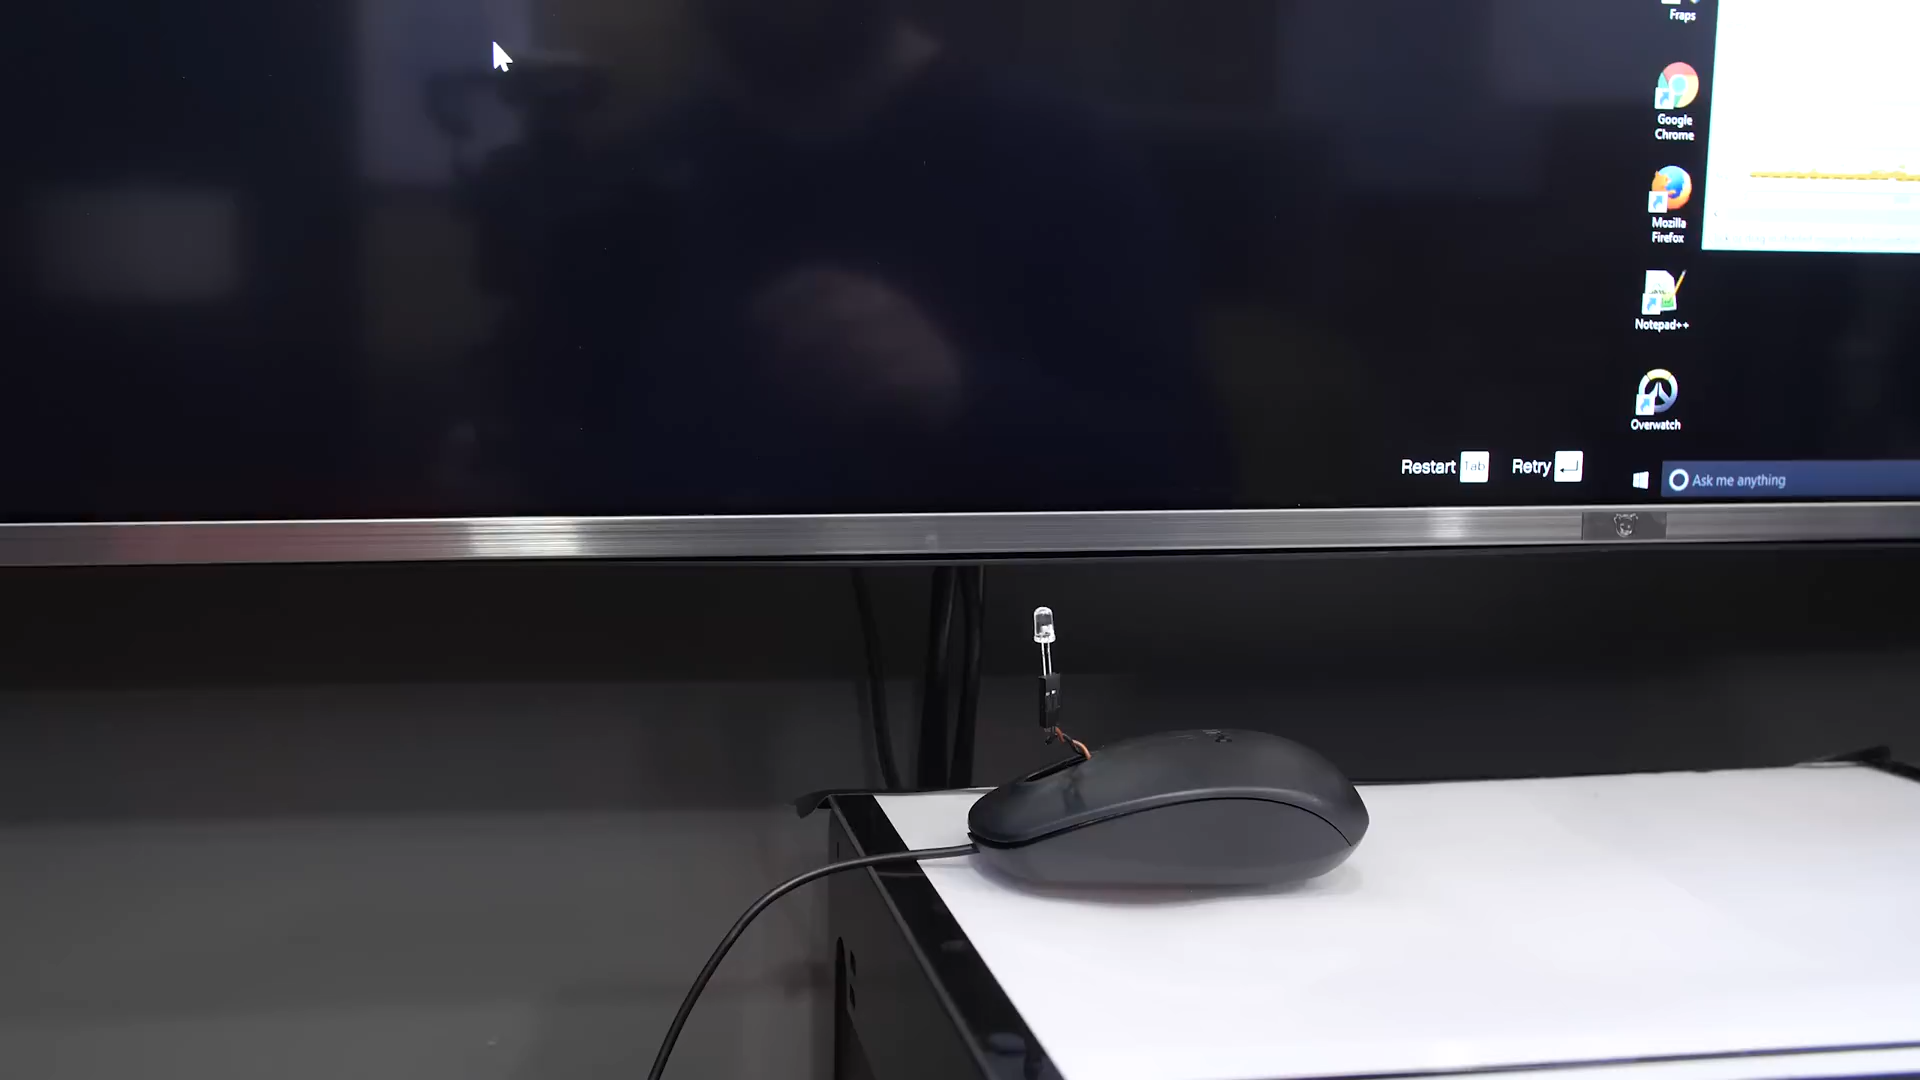 Fraps
Google
Chrome
Mozilla
Firefox
Notepad++
Overwatch
Restart Tab Retry
Ask me anything